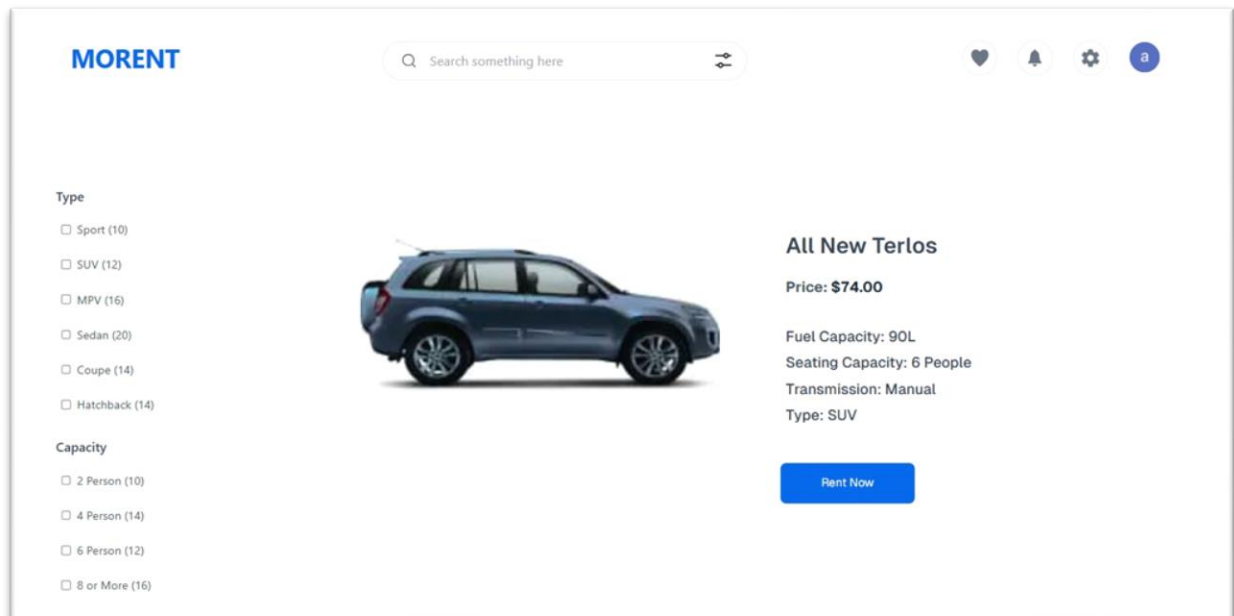 MORENT
Search something here
a
Type
Sport (10)
SUV (12)
MPV (16)
Sedan (20)
Coupe (14)
Hatchback (14)
Capacity
2 Person (10)
4 Person (14)
6 Person (12)
8 or More (16)
All New Terlos
Price: $74.00
Fuel Capacity: 90L
Seating Capacity: 6 People
Transmission: Manual
Type: SUV
Rent Now